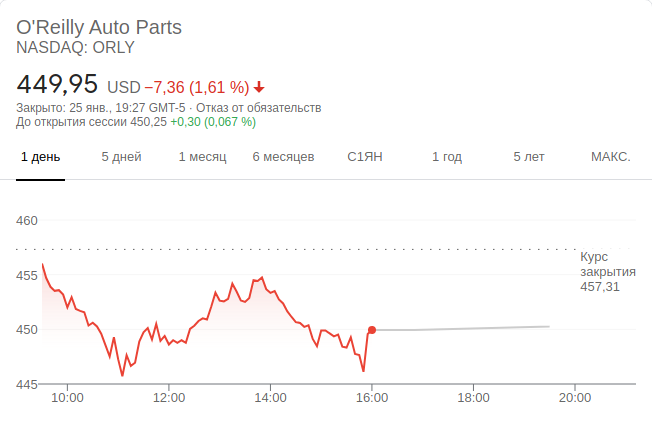 O'Reilly Auto Parts
NASDAQ: ORLY
449,95 USD −7,36 (1,61 %)
Закрыто: 25 янв., 19:27 GMT-5 · Отказ от обязательств
До открытия сессии 450,25 +0,30 (0,067 %)
1 день 5 дней 1 месяц 6 месяцев С1ЯН 1 год 5 лет МАКС.
460
Курс
закрытия
457,31
455
450
445
10:00 12:00 14:00 16:00 18:00 20:00